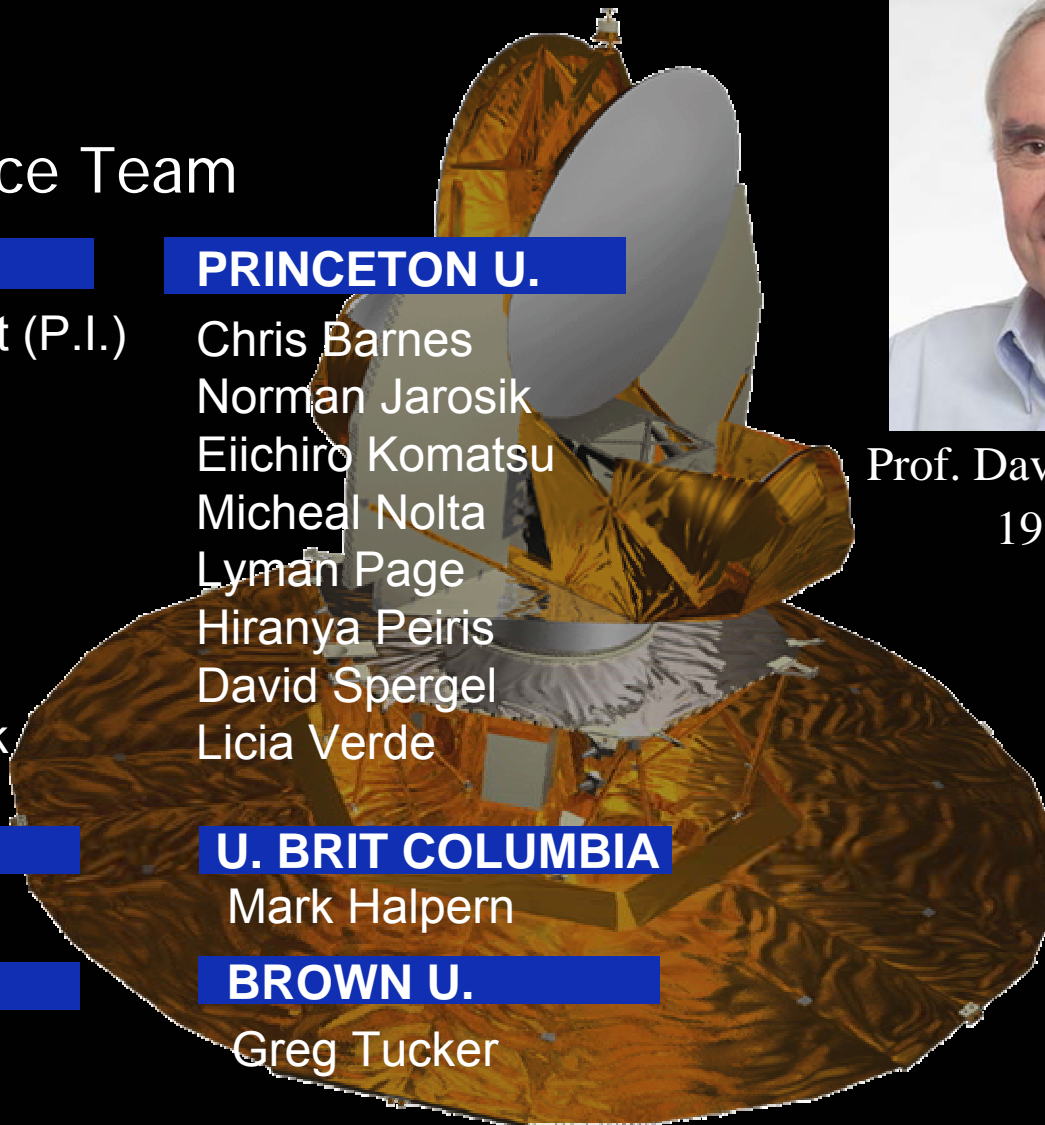 ce Team
t (P.I.)
k
PRINCETON U.
Chris Barnes
Norman Jarosik
Eiichiro Komatsu
Micheal Nolta
Lyman Page
Hiranya Peiris
David Spergel
Licia Verde
U. BRIT COLUMBIA
Mark Halpern
BROWN U.
Greg Tucker
Prof. Dav
19